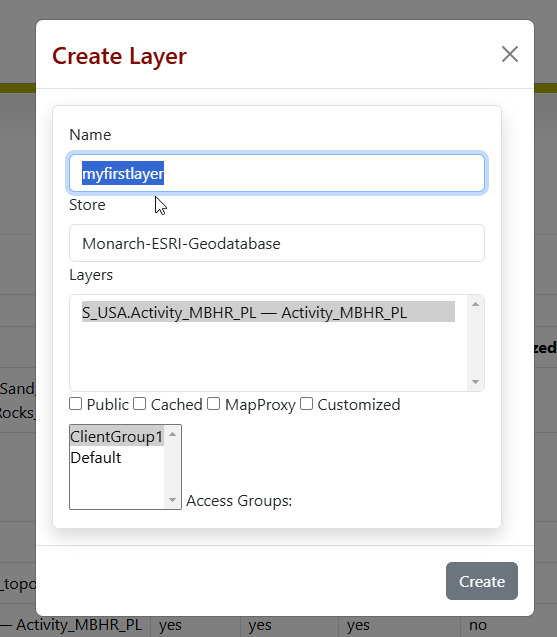 Create Layer
Name
myfirstlayer
Store
Monarch-ESRI-Geodatabase
Layers
S_USA.Activity_MBHR_PL — Activity_MBHR_PL
zed
Sand_
Rocks_
Public Cached MapProxy Customized
ClientGroup1
Default
Access Groups:
_topo
Create
— Activity_MBHR_PL yes yes yes no